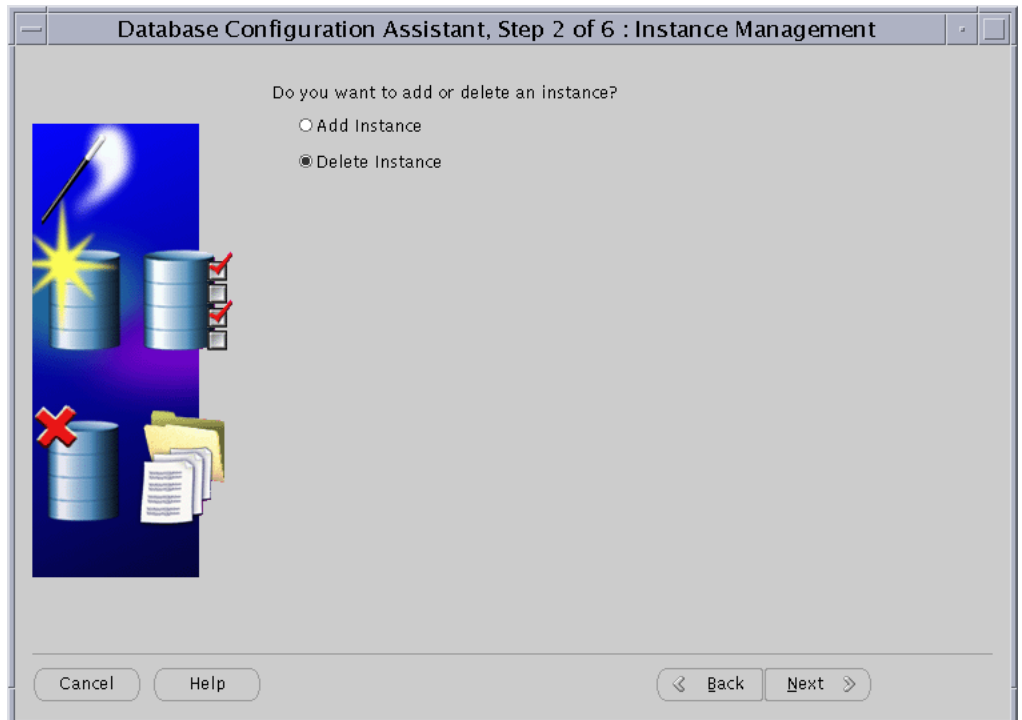 Database Configuration Assistant, Step 2 of 6 : Instance Management
Do you want to add or delete an instance?
Add Instance
Delete Instance
Cancel
Help
Back
Next